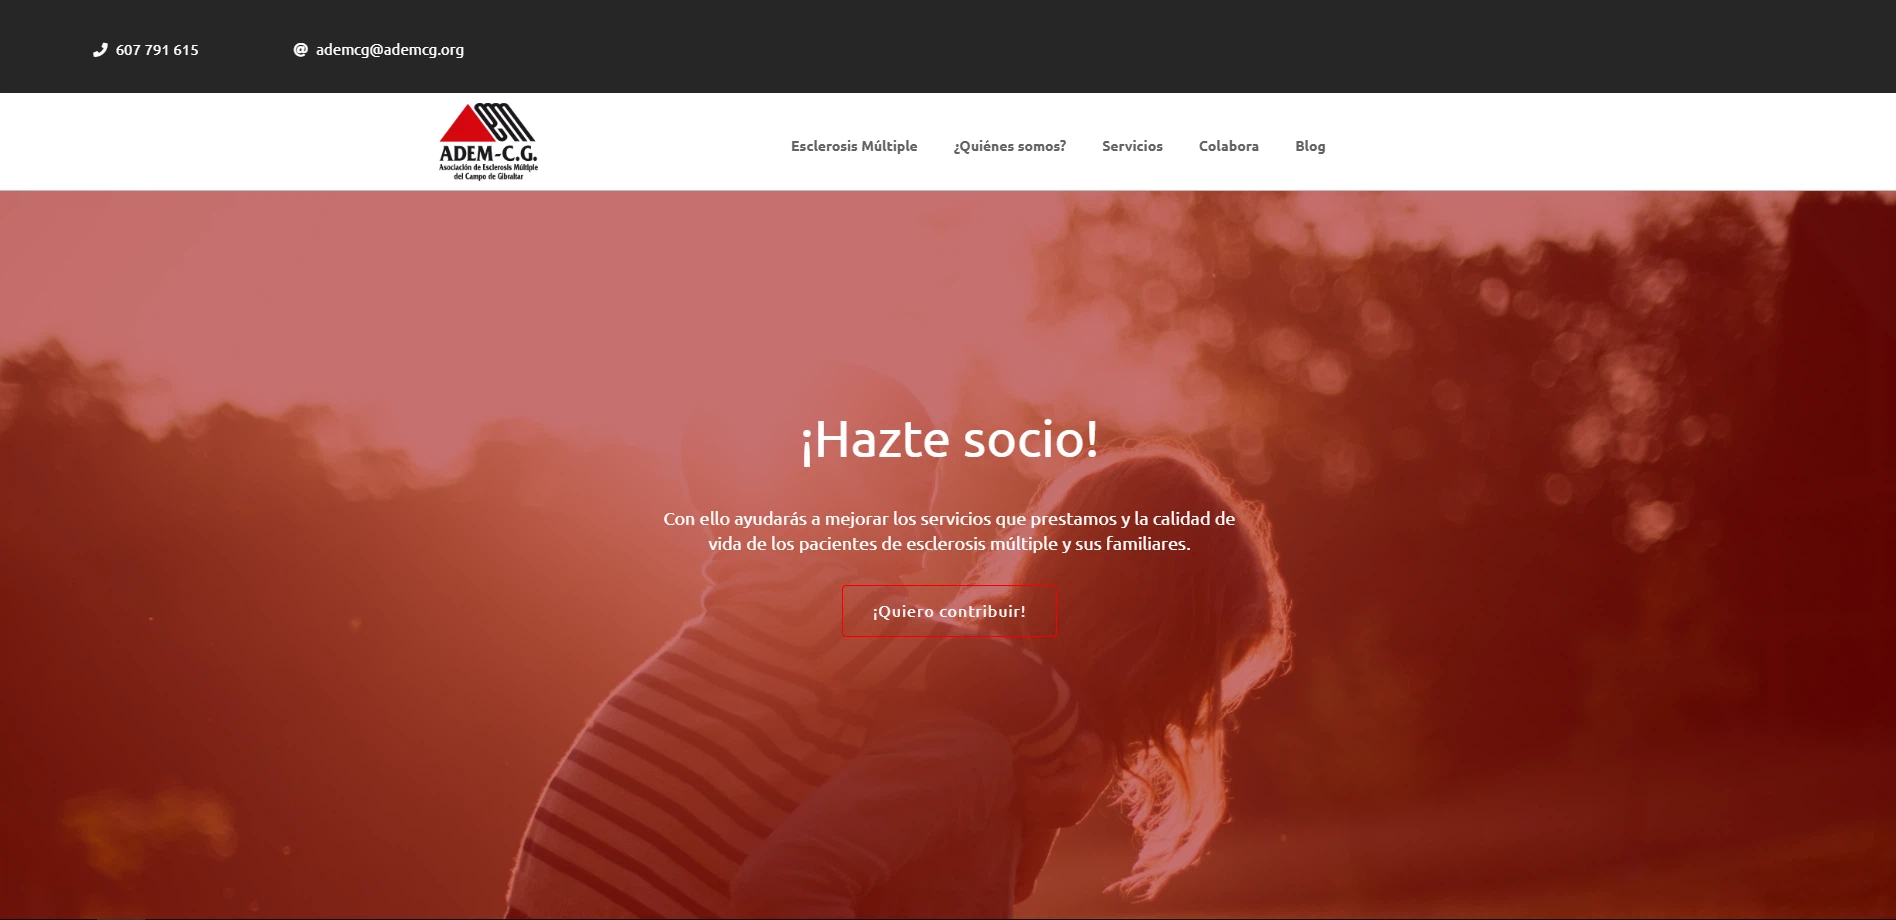 607 791 615
ademcg@ademcg.org
ADEM-C.G.
Asociación de Esclerosis Múltiple
del Campo de Gibraltar
Esclerosis Múltiple
¿Quiénes somos?
Servicios
Colabora
Blog
¡Hazte socio!
Con ello ayudarás a mejorar los servicios que prestamos y la calidad de
vida de los pacientes de esclerosis múltiple y sus familiares.
¡Quiero contribuir!